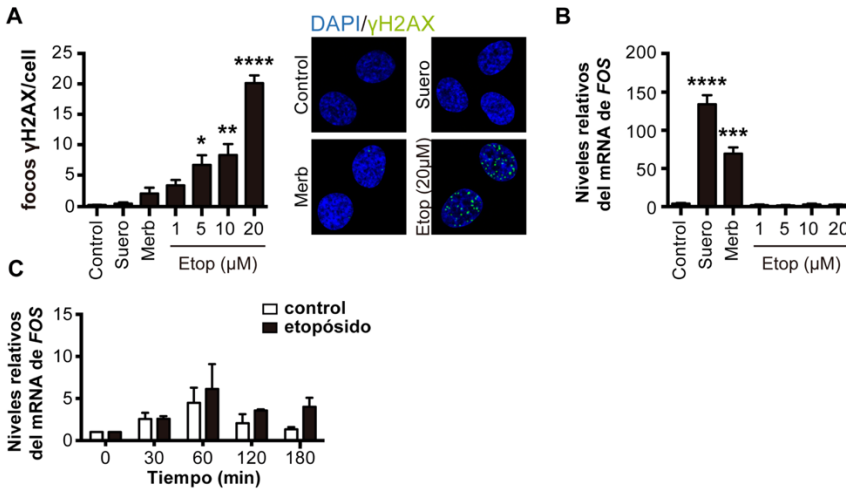 A
focos γH2AX/cell
25
20
15
10
5
0
*
**
****
Control
Suero
Merb
1
5
10
20
Etop (μM)
DAPI/γH2AX
Control
Suero
Merb
Etop (20μM)
B
Niveles relativos
del mRNA de FOS
200
150
100
50
0
****
***
Control
Suero
Merb
1
5
10
20
Etop (μM)
C
control
etopósido
Niveles relativos
del mRNA de FOS
15
10
5
0
0
30
60
120
180
Tiempo (min)